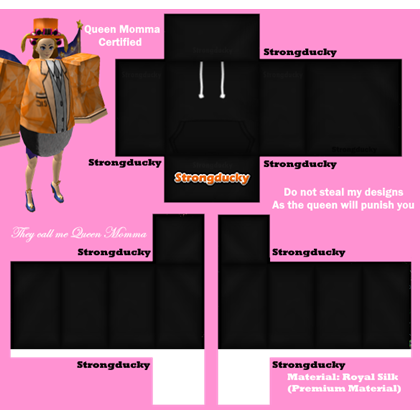 Queen Momma
Certified
Strongducky
Strongducky
Strongducky
Strongducky
Do not steal my designs
As the queen will punish you
They call me Queen Momma
Strongducky
Strongducky
Strongducky
Strongducky
Material: Royal Silk
(Premium Material)